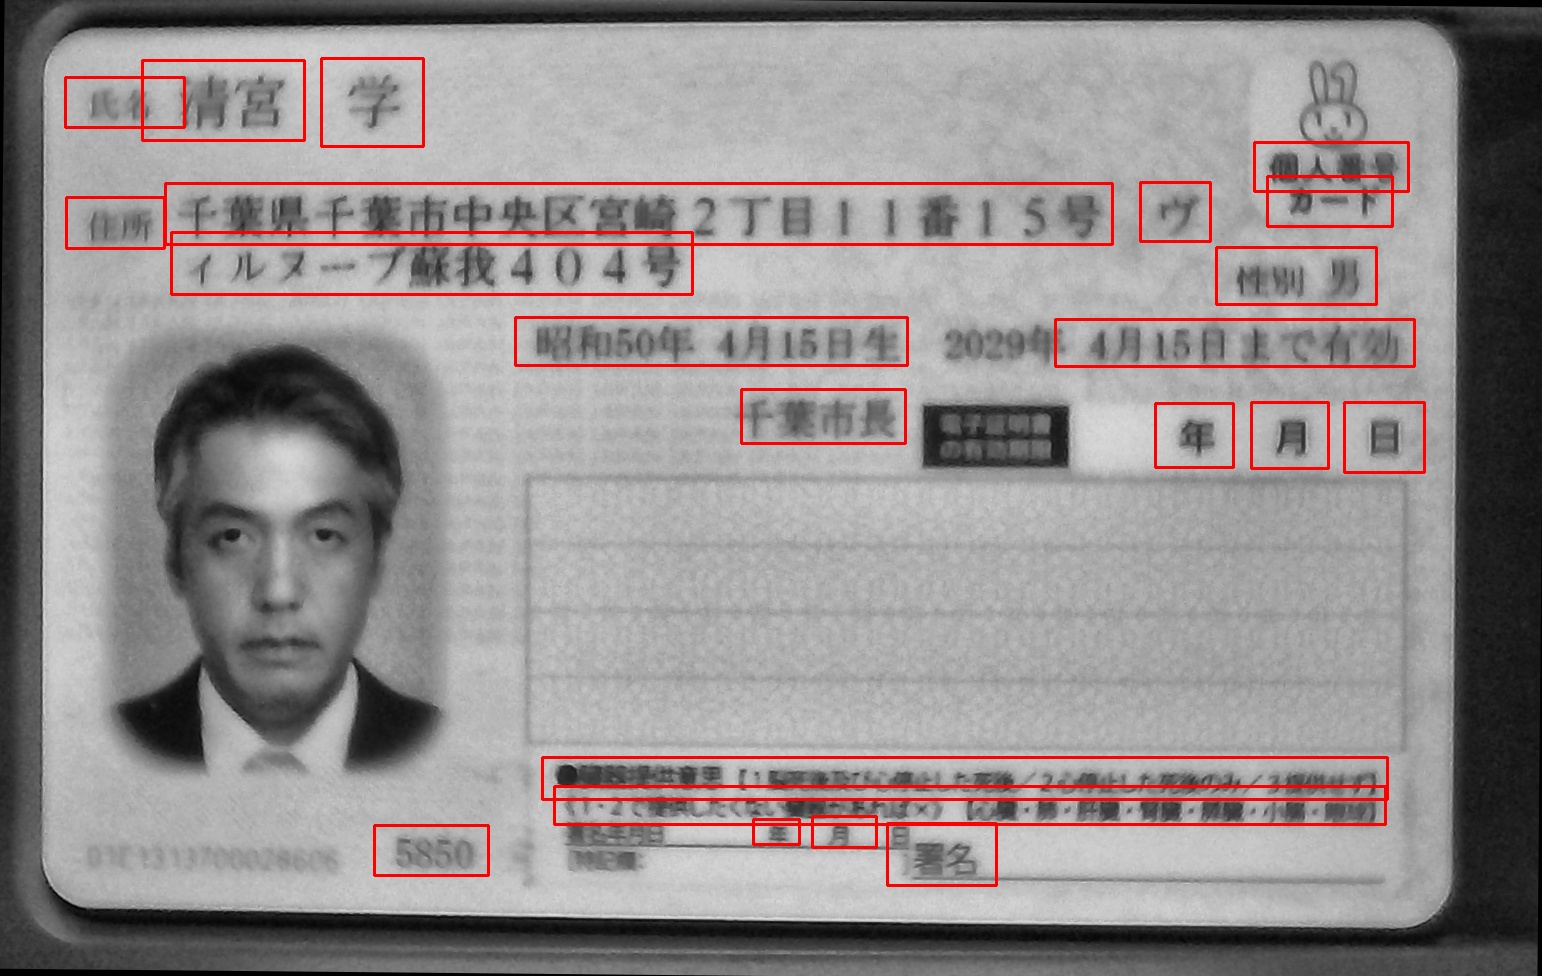 氏名 清宮 学
個人番号
カード
住所 千葉県千葉市中央区宮崎2丁目11番15号 ヴ
ィルヌーブ蘇我404号
性別 男
昭和50年 4月15日生 2029年 4月15日まで有効
千葉市長 電子証明書の有効期限 年 月 日
●臓器提供意思【1脳死後及び心停止した死後/2心停止した死後のみ/3提供せず】
《1・2で提供したくない臓器があれば×》【心臓・肺・肝臓・腎臓・膵臓・小腸・眼球】
署名年月日 年 月 日
特記欄: 署名
01E1313700028606 5850